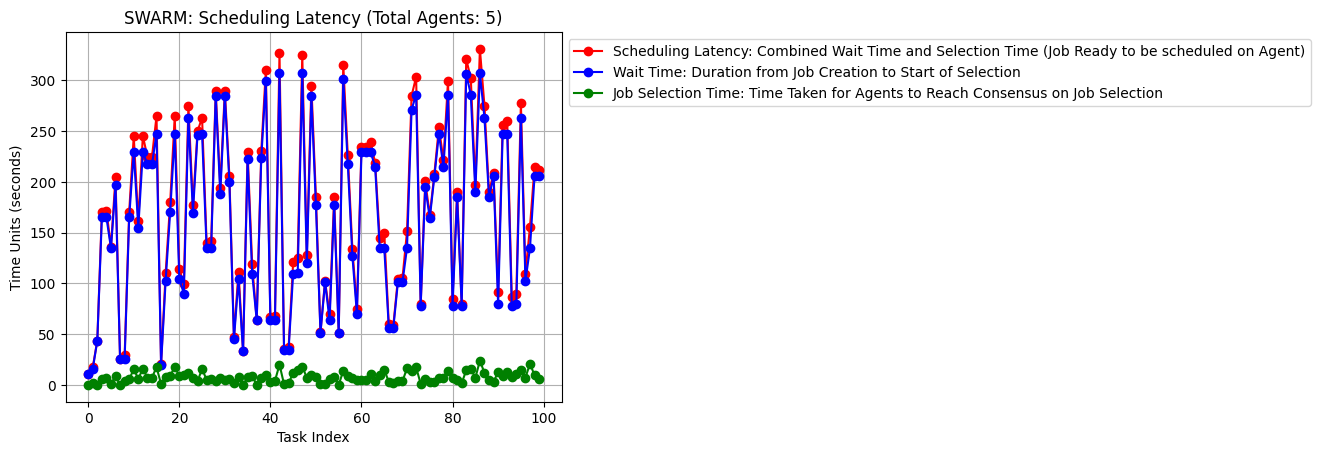 SWARM: Scheduling Latency (Total Agents: 5)
Scheduling Latency: Combined Wait Time and Selection Time (Job Ready to be scheduled on Agent)
Wait Time: Duration from Job Creation to Start of Selection
Job Selection Time: Time Taken for Agents to Reach Consensus on Job Selection
Time Units (seconds)
300
250
200
150
100
50
0
0 20 40 60 80 100
Task Index